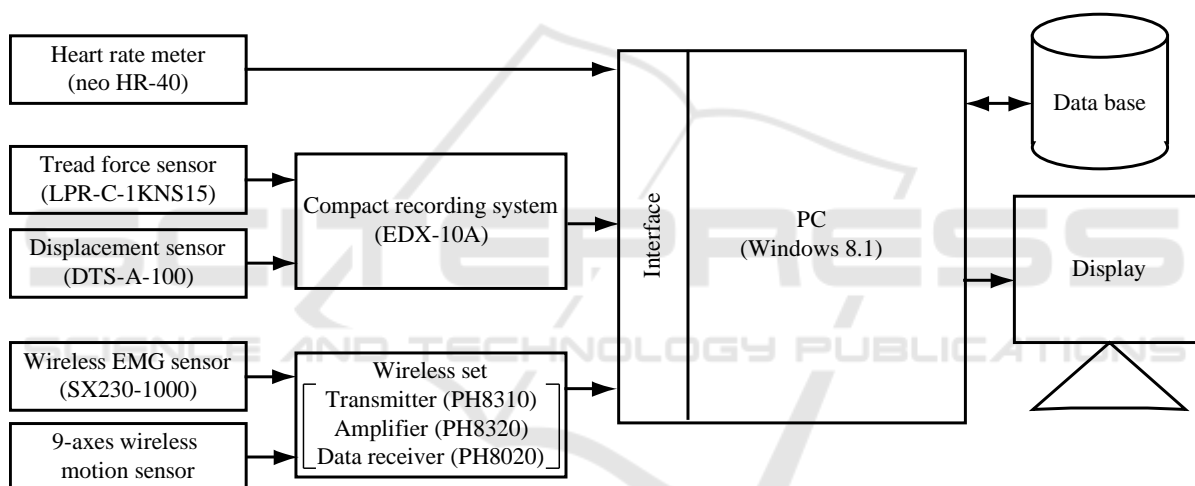 Heart rate meter
(neo HR-40)
Tread force sensor
(LPR-C-1KNS15)
Displacement sensor
(DTS-A-100)
Compact recording system
(EDX-10A)
Wireless EMG sensor
(SX230-1000)
9-axes wireless
motion sensor
Wireless set
Transmitter (PH8310)
Amplifier (PH8320)
Data receiver (PH8020)
Interface
PC
(Windows 8.1)
Data base
Display
SCITEPRESS
SCIENCE AND TECHNOLOGY PUBLICATIONS